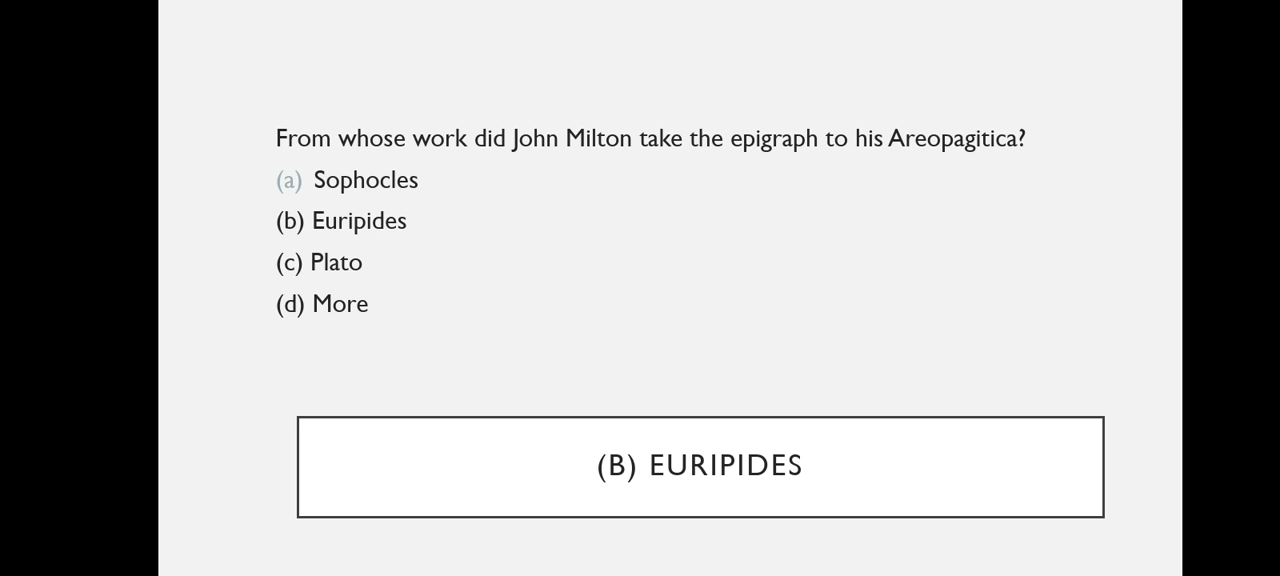 From whose work did John Milton take the epigraph to his Areopagitica?
(a) Sophocles
(b) Euripides
(c) Plato
(d) More
(B) EURIPIDES